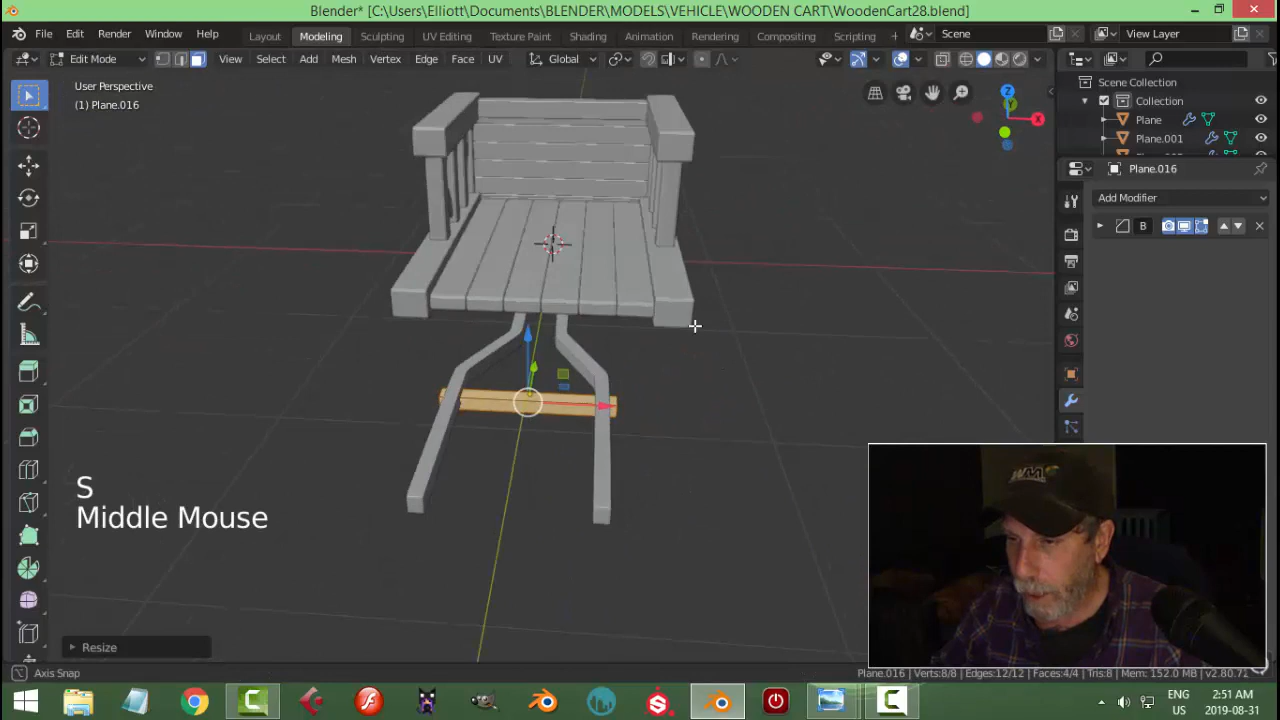 Blender* [C:\Users\Elliott\Documents\BLENDER\MODELS\VEHICLE\WOODEN CART\WoodenCart28.blend]
File Edit Render Window Help Layout Modeling Sculpting UV Editing Texture Paint Shading Animation Rendering Compositing Scripting + Scene View Layer
Edit Mode View Select Add Mesh Vertex Edge Face UV Global
User Perspective
(1) Plane.016
Scene Collection
Collection
Plane
Plane.001
Plane.016
Add Modifier
B
Z
Y
X
S
Middle Mouse
Resize
Axis Snap
Plane.016 | Verts:8/8 | Edges:12/12 | Faces:4/4 | Tris:8 | Mem: 152.0 MB | v2.80.71
ENG
US
2:51 AM
2019-08-31